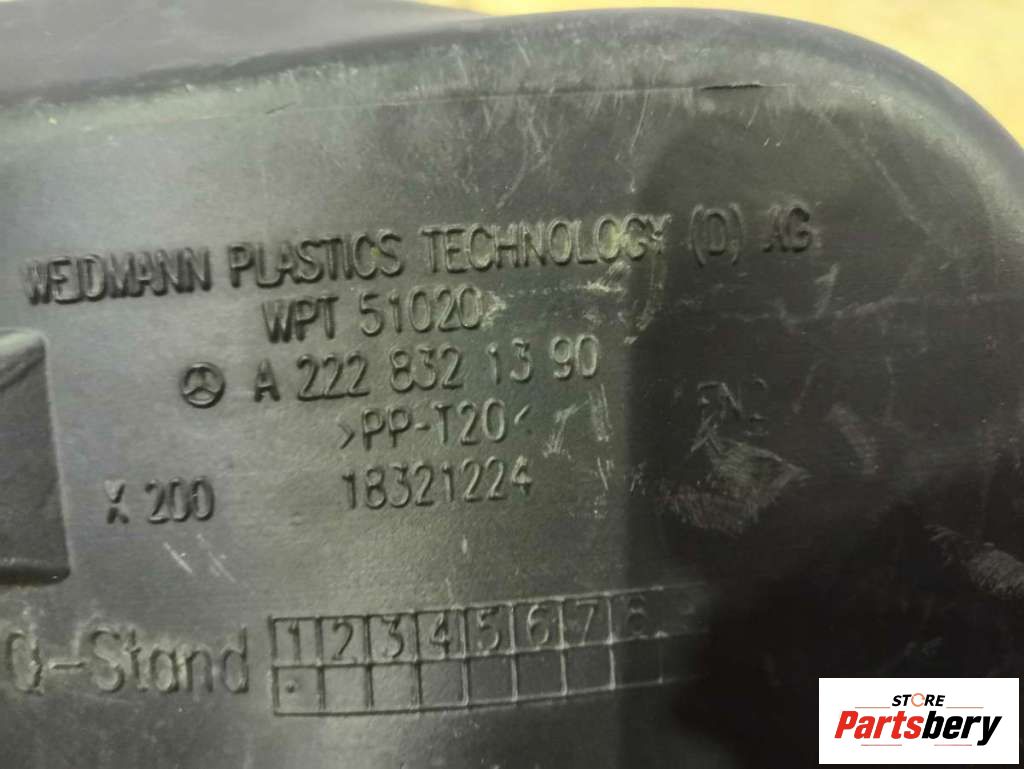 WEIDMANN PLASTICS TECHNOLOGY (D) AG
WPT 51020
A 222 832 13 90
>PP-T20<
X 200
18321224
Q-Stand
1 2 3 4 5 6 7 8
STORE
Partsbery